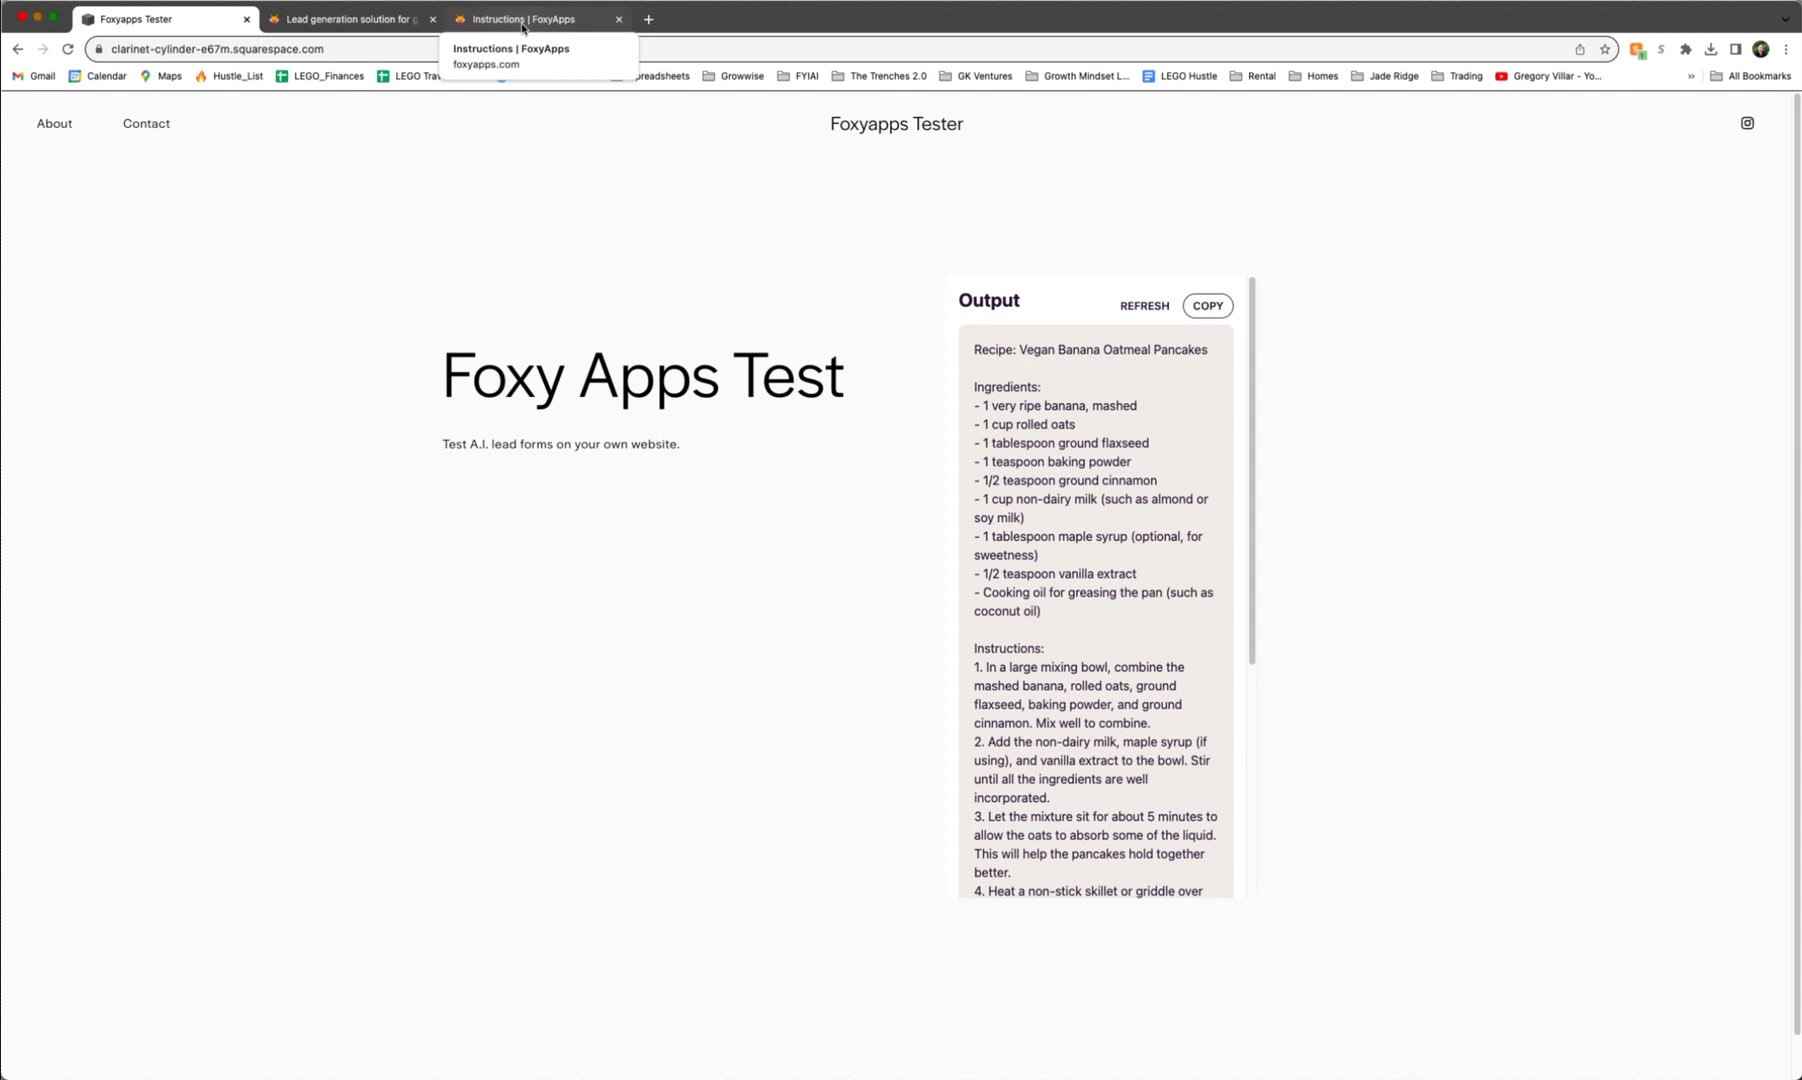 Foxyapps Tester
Lead generation solution for
Instructions | FoxyApps
clarinet-cylinder-e67m.squarespace.com
Instructions | FoxyApps
foxyapps.com
Gmail
Calendar
Maps
Hustle_List
LEGO_Finances
LEGO Trav
preadsheets
Growwise
FYIAI
The Trenches 2.0
GK Ventures
Growth Mindset L...
LEGO Hustle
Rental
Homes
Jade Ridge
Trading
Gregory Villar - Yo...
»
All Bookmarks
About
Contact
Foxyapps Tester
Foxy Apps Test
Test A.I. lead forms on your own website.
Output
REFRESH
COPY
Recipe: Vegan Banana Oatmeal Pancakes
Ingredients:
- 1 very ripe banana, mashed
- 1 cup rolled oats
- 1 tablespoon ground flaxseed
- 1 teaspoon baking powder
- 1/2 teaspoon ground cinnamon
- 1 cup non-dairy milk (such as almond or
soy milk)
- 1 tablespoon maple syrup (optional, for
sweetness)
- 1/2 teaspoon vanilla extract
- Cooking oil for greasing the pan (such as
coconut oil)
Instructions:
1. In a large mixing bowl, combine the
mashed banana, rolled oats, ground
flaxseed, baking powder, and ground
cinnamon. Mix well to combine.
2. Add the non-dairy milk, maple syrup (if
using), and vanilla extract to the bowl. Stir
until all the ingredients are well
incorporated.
3. Let the mixture sit for about 5 minutes to
allow the oats to absorb some of the liquid.
This will help the pancakes hold together
better.
4. Heat a non-stick skillet or griddle over